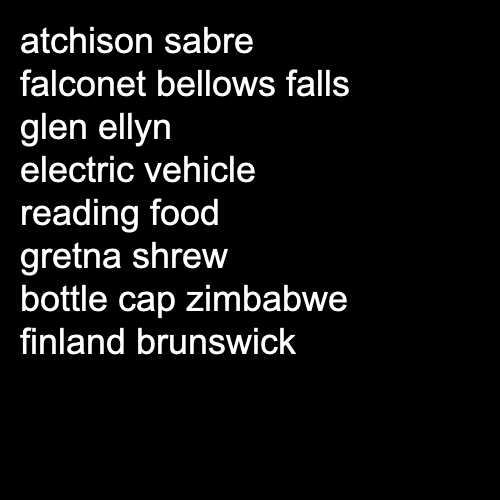 atchison sabre
falconet bellows falls
glen ellyn
electric vehicle
reading food
gretna shrew
bottle cap zimbabwe
finland brunswick